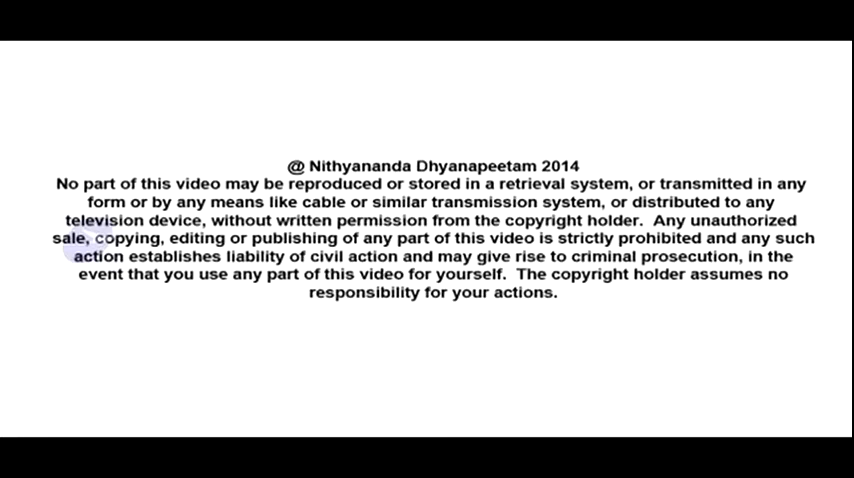 @ Nithyananda Dhyanapeetam 2014
No part of this video may be reproduced or stored in a retrieval system, or transmitted in any
form or by any means like cable or similar transmission system, or distributed to any
television device, without written permission from the copyright holder. Any unauthorized
sale, copying, editing or publishing of any part of this video is strictly prohibited and any such
action establishes liability of civil action and may give rise to criminal prosecution, in the
event that you use any part of this video for yourself. The copyright holder assumes no
responsibility for your actions.